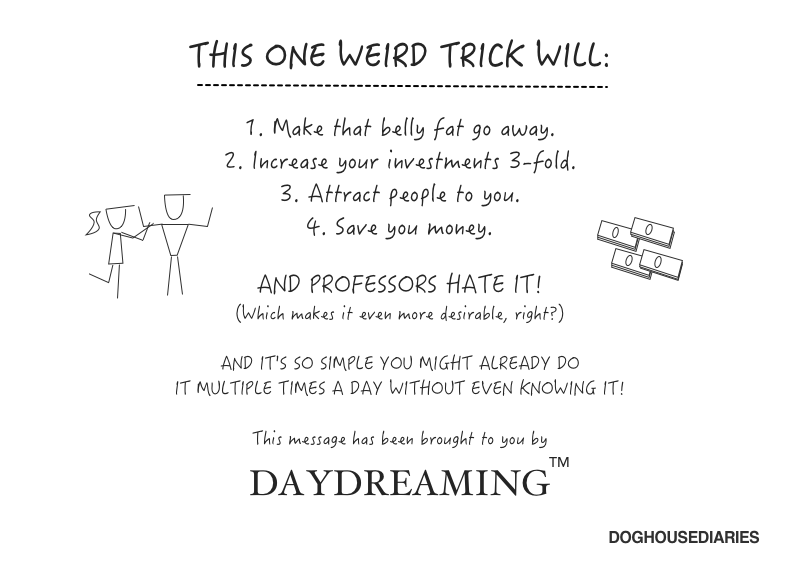 THIS ONE WEIRD TRICK WILL:
1. Make that belly fat go away.
2. Increase your investments 3-fold.
3. Attract people to you.
4. Save you money.
AND PROFESSORS HATE IT!
(Which makes it even more desirable, right?)
AND IT'S SO SIMPLE YOU MIGHT ALREADY DO
IT MULTIPLE TIMES A DAY WITHOUT EVEN KNOWING IT!
This message has been brought to you by
DAYDREAMING™
DOGHOUSEDIARIES